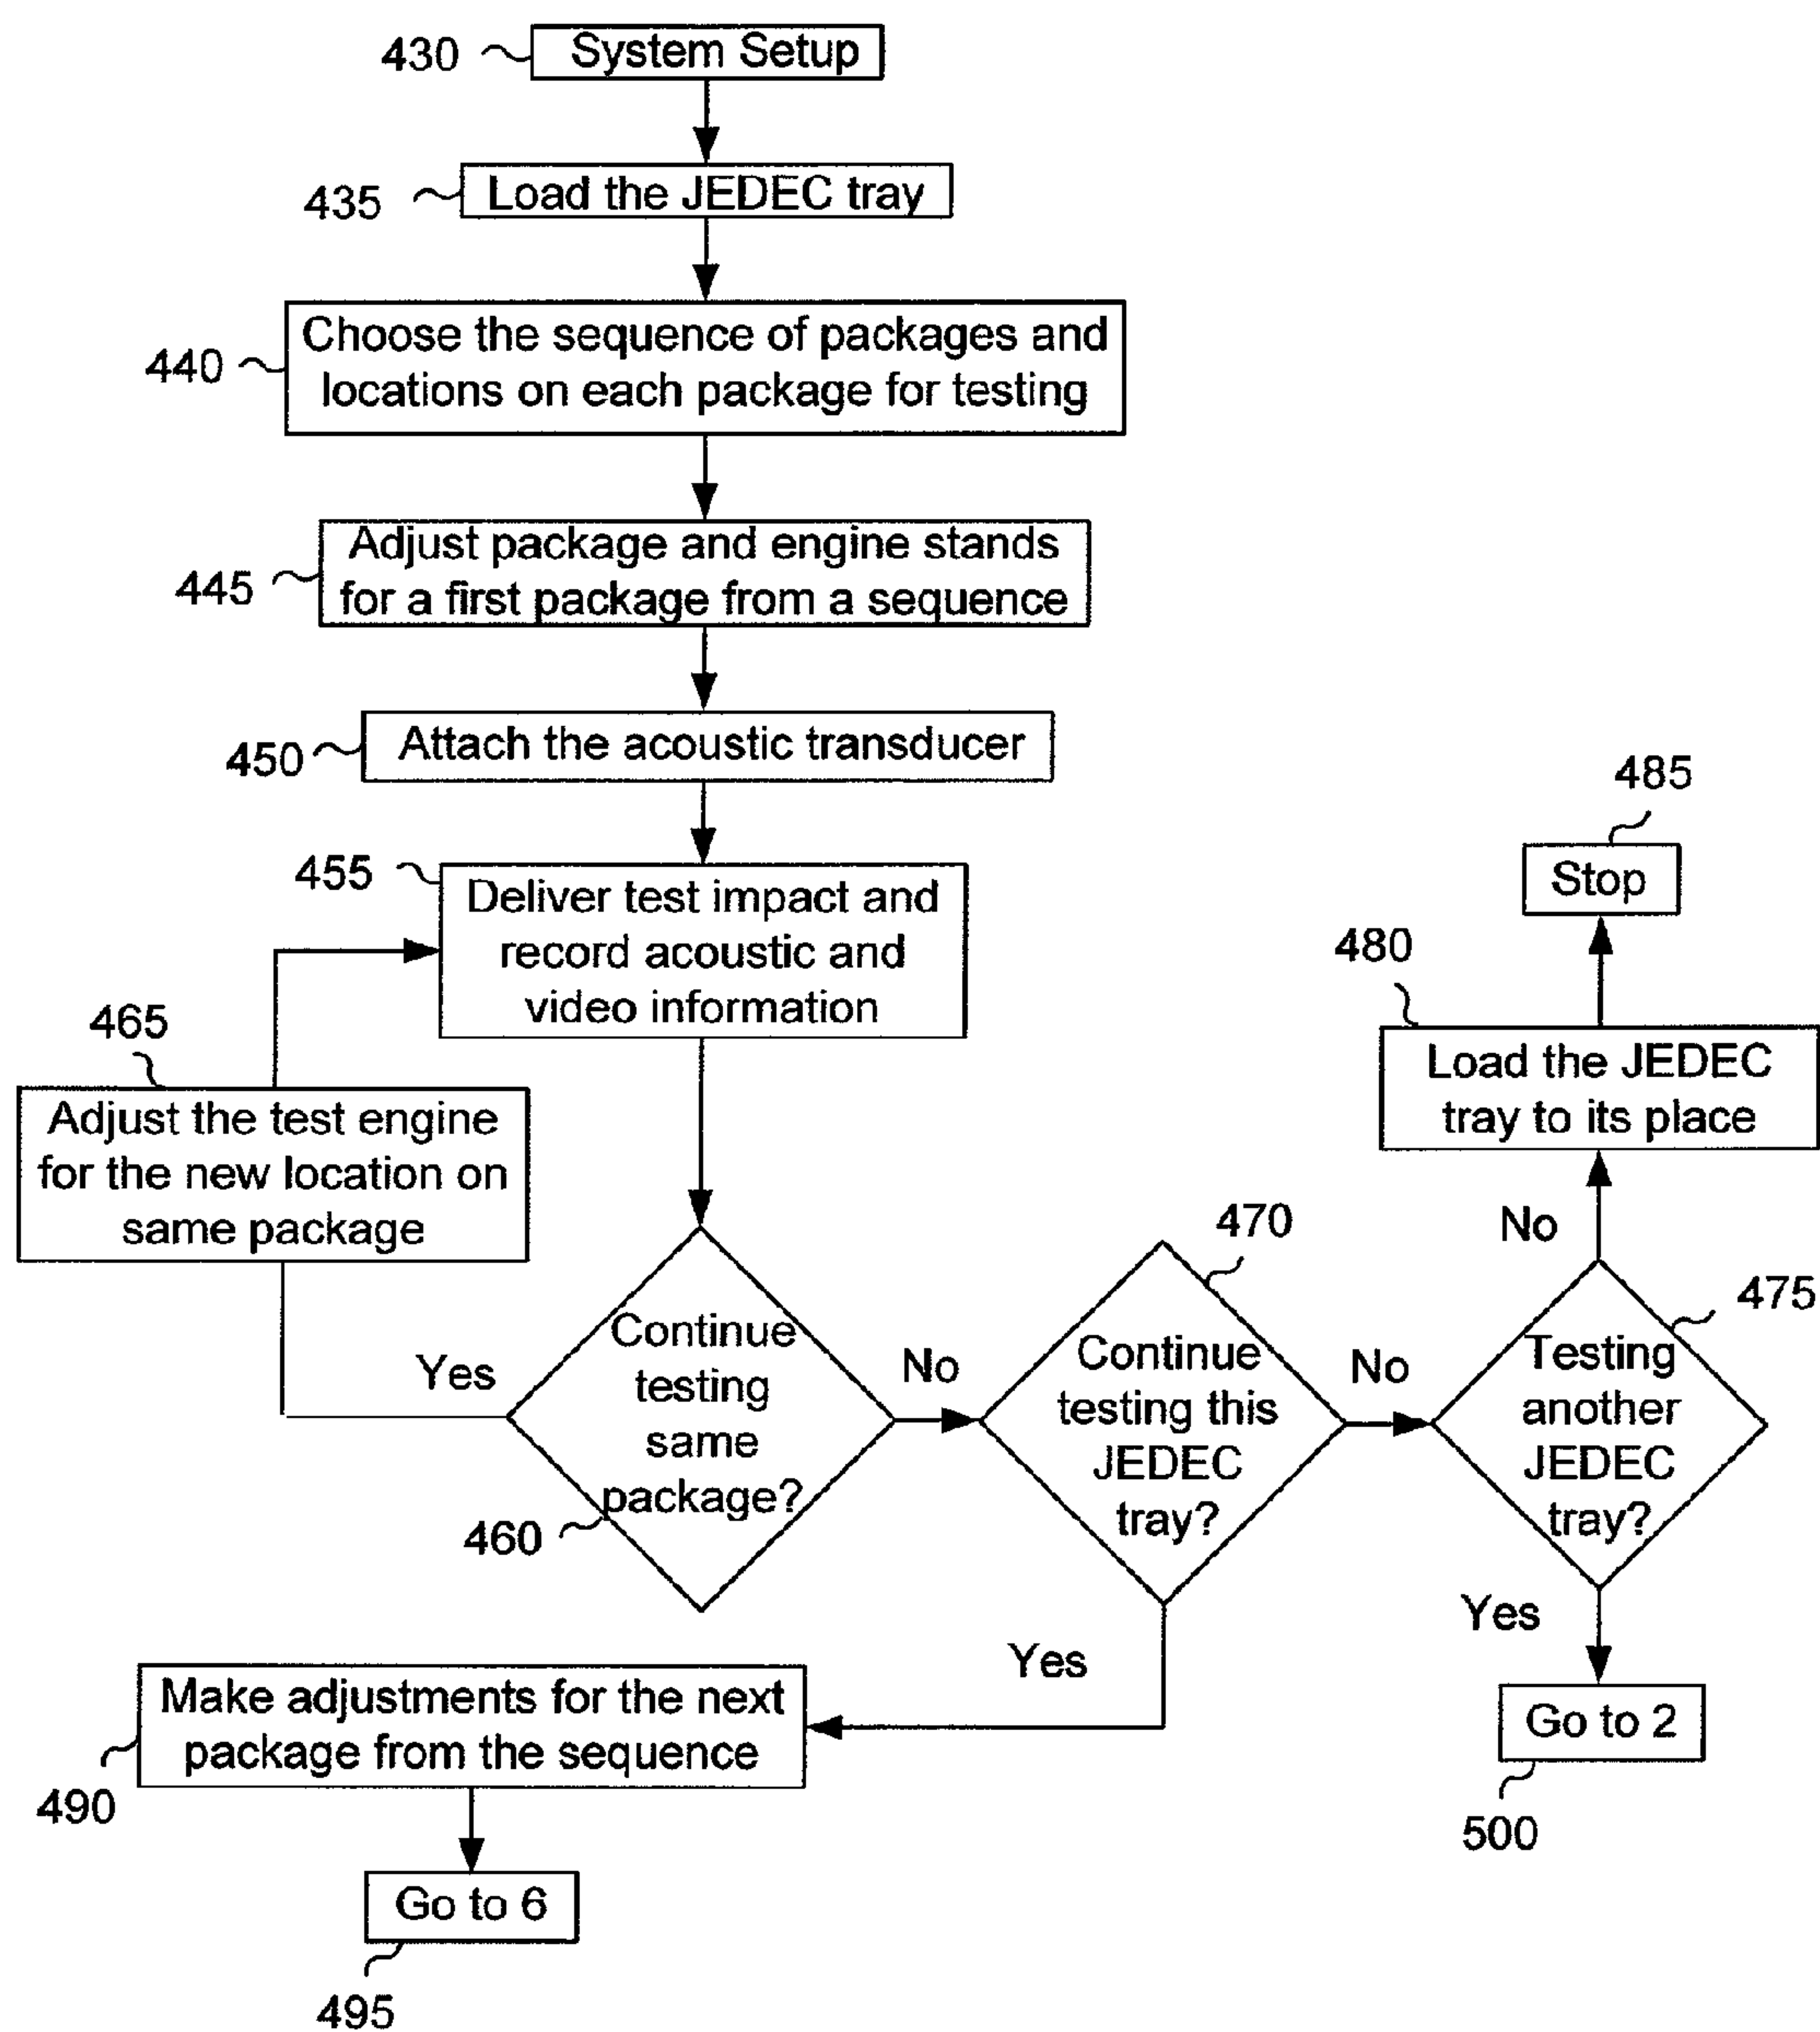 430
System Setup
435
Load the JEDEC tray
440
Choose the sequence of packages and
locations on each package for testing
445
Adjust package and engine stands
for a first package from a sequence
450
Attach the acoustic transducer
455
Deliver test impact and
record acoustic and
video information
465
Adjust the test engine
for the new location on
same package
Yes
Continue
testing
same
package?
460
No
470
Continue
testing this
JEDEC
tray?
No
475
Testing
another
JEDEC
tray?
No
480
Load the JEDEC
tray to its place
485
Stop
Yes
Go to 2
500
Yes
Make adjustments for the next
package from the sequence
490
Go to 6
495